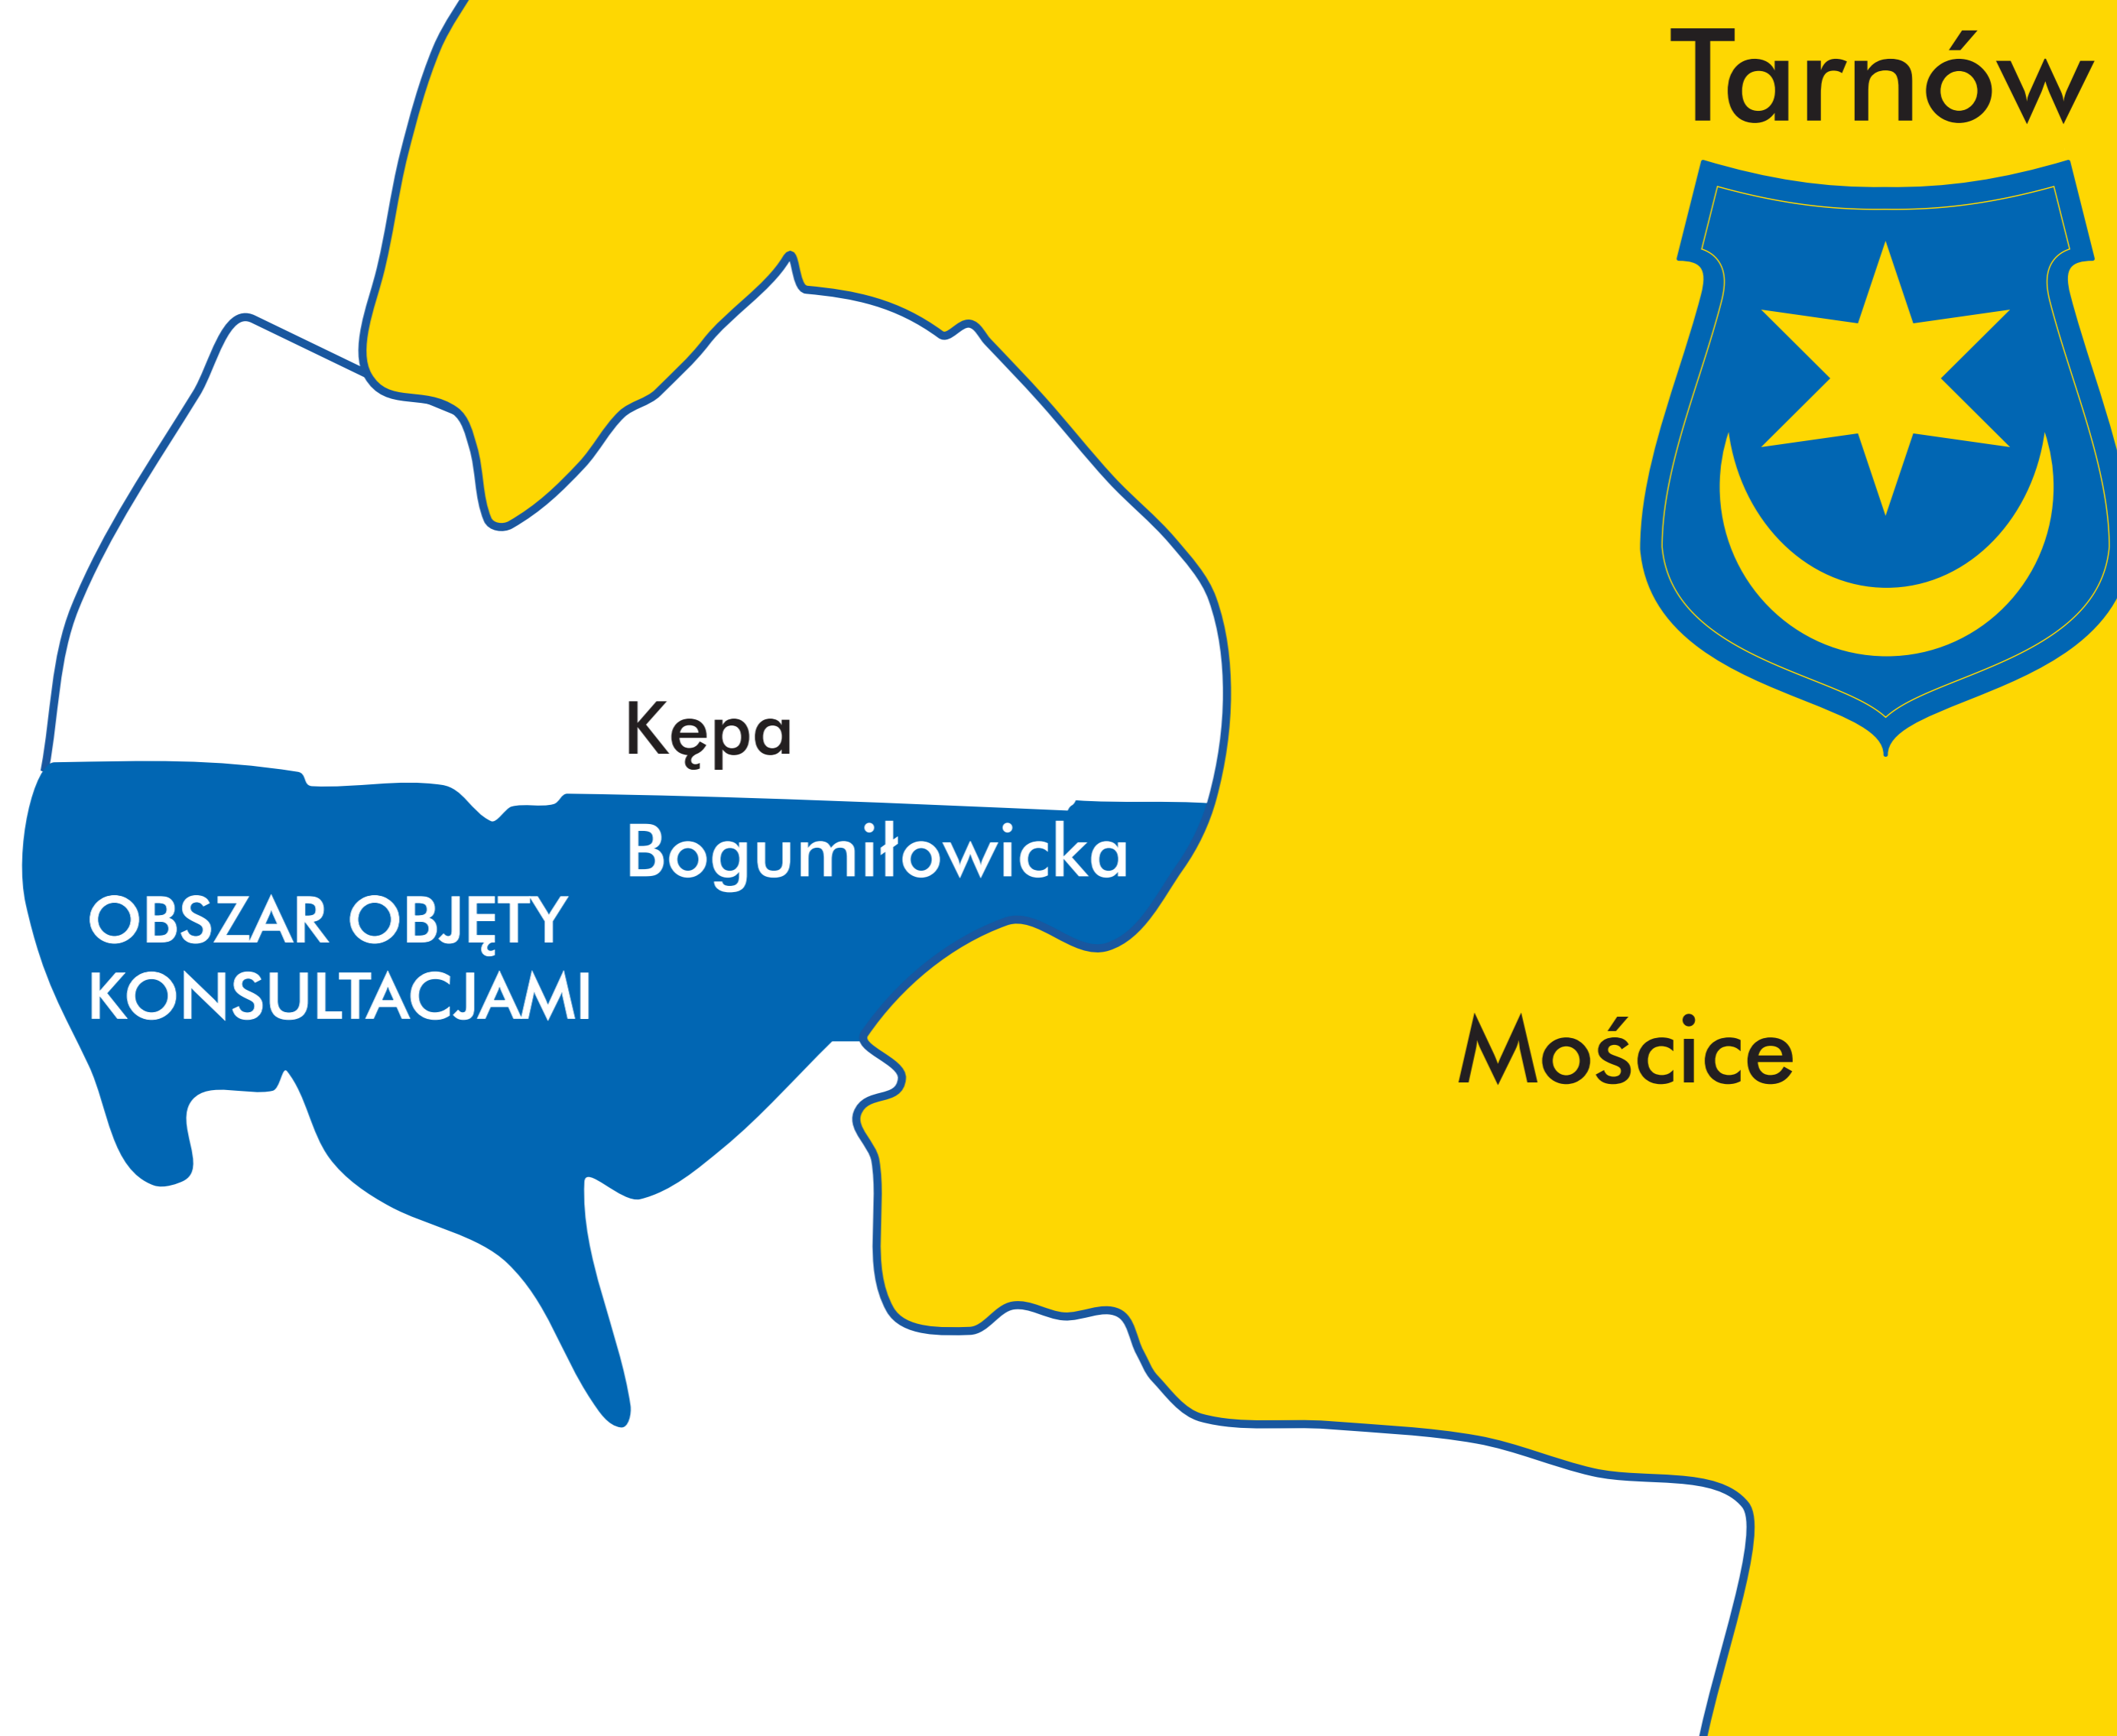 Tarnów
Kępa
Bogumiłowicka
OBSZAR OBJĘTY
KONSULTACJAMI
Mościce